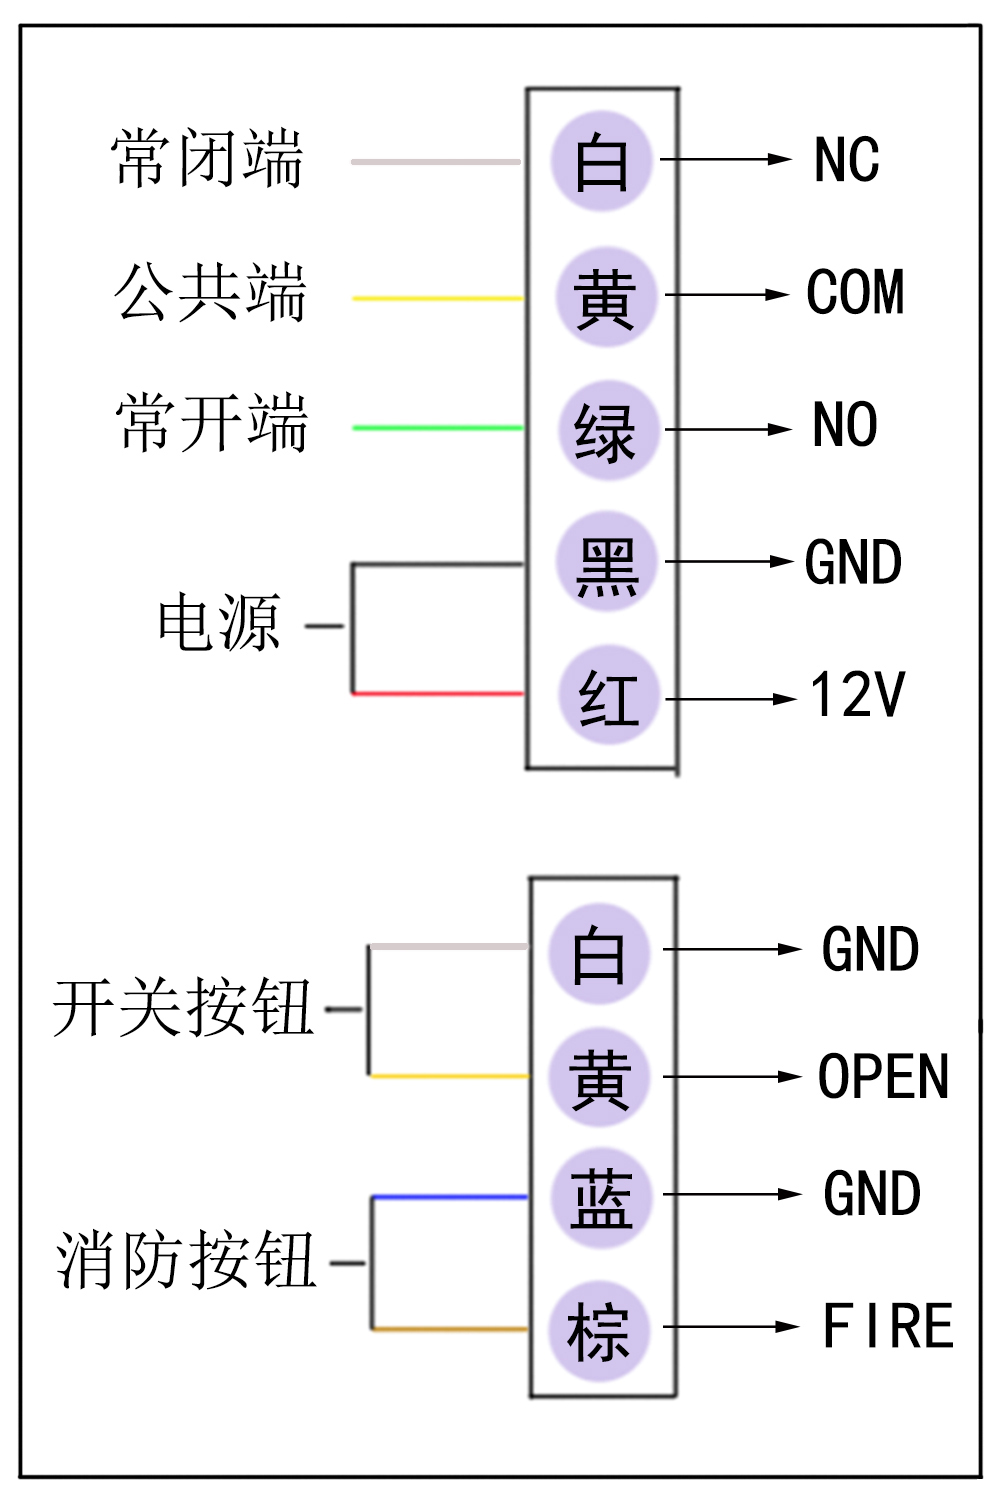 常闭端 白 NC
公共端 黄 COM
常开端 绿 NO
黑 GND
电源
红 12V
白 GND
开关按钮
黄 OPEN
蓝 GND
消防按钮
棕 FIRE